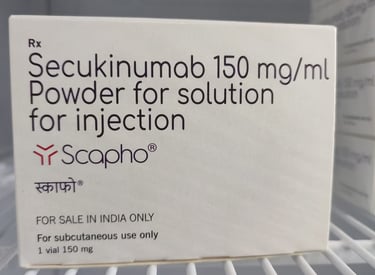 Rx
Secukinumab 150 mg/ml
Powder for solution
for injection
Scapho®
स्काफो®
FOR SALE IN INDIA ONLY
For subcutaneous use only
1 vial 150 mg